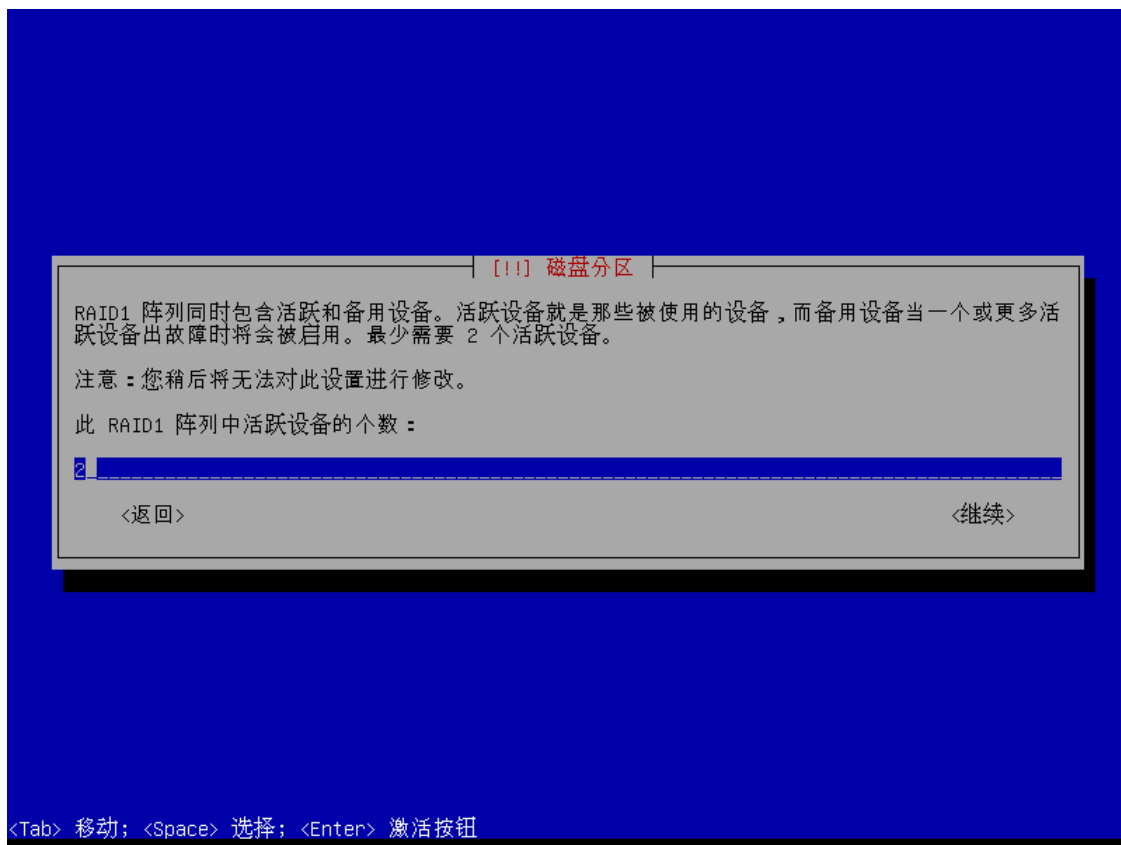 [!!] 磁盘分区
RAID1 阵列同时包含活跃和备用设备。活跃设备就是那些被使用的设备，而备用设备当一个或更多活
跃设备出故障时将会被启用。最少需要 2 个活跃设备。
注意：您稍后将无法对此设置进行修改。
此 RAID1 阵列中活跃设备的个数：
2
<返回> <继续>
<Tab> 移动; <Space> 选择; <Enter> 激活按钮